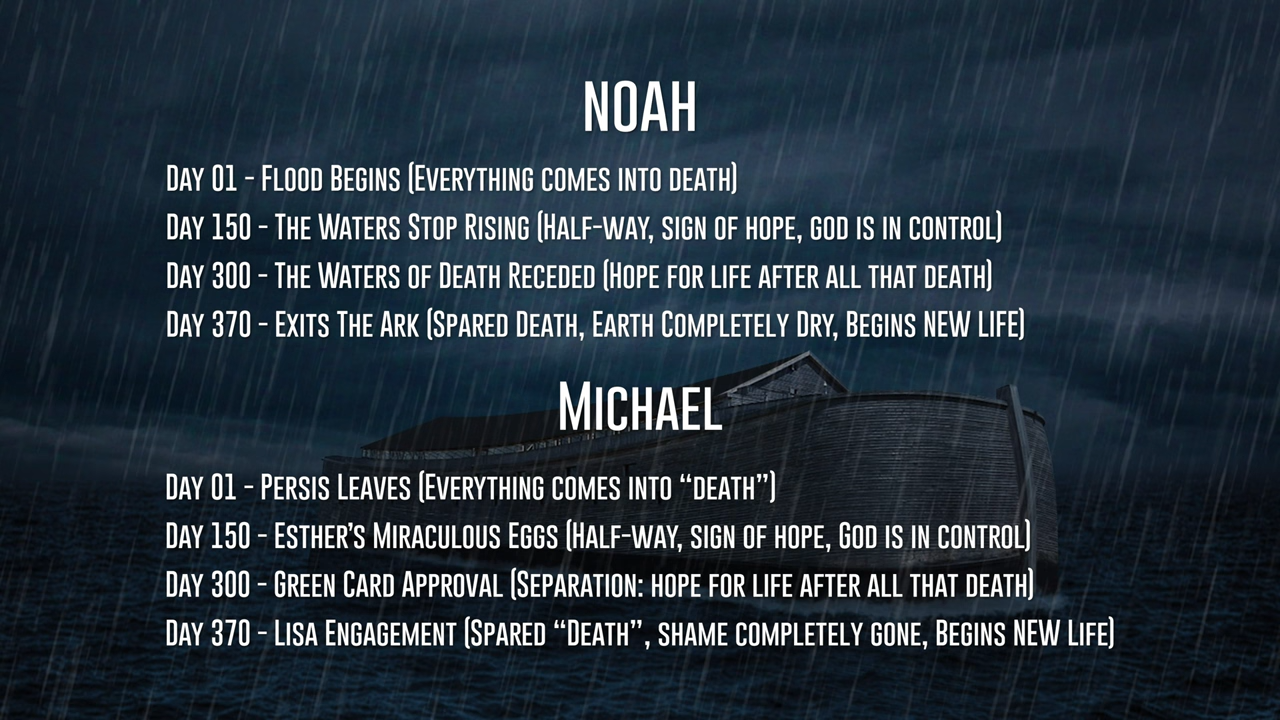 NOAH
Day 01 - Flood Begins (Everything comes into death)
Day 150 - The Waters Stop Rising (Half-way, sign of hope, god is in control)
Day 300 - The Waters of Death Receded (Hope for life after all that death)
Day 370 - Exits The Ark (Spared Death, Earth Completely Dry, Begins NEW LIFE)
Michael
Day 01 - Persis Leaves (Everything comes into “death”)
Day 150 - Esther’s Miraculous Eggs (Half-way, sign of hope, God is in control)
Day 300 - Green Card Approval (Separation: hope for life after all that death)
Day 370 - Lisa Engagement (Spared “Death”, shame completely gone, Begins NEW Life)